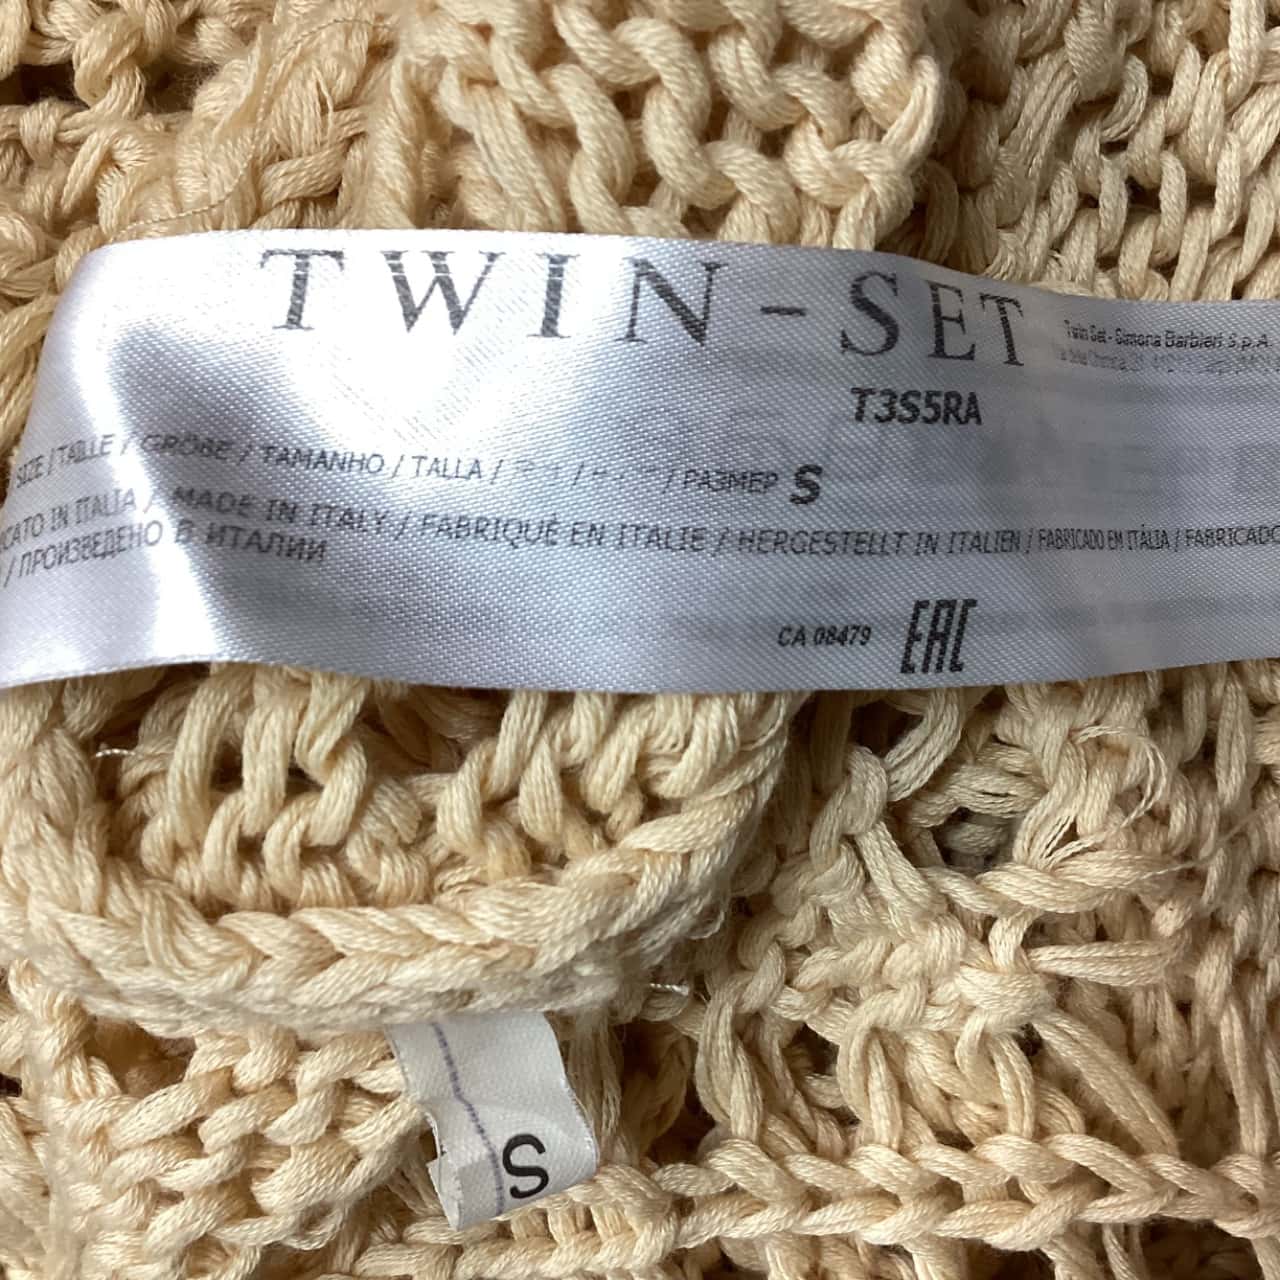 TWIN-SET
Twin Set - Simona Barbieri S.p.A.
T3S5RA
SIZE / TAILLE / GRÖßE / TAMANHO / TALLA / / / РАЗМЕР S
CATO IN ITALIA / MADE IN ITALY / FABRIQUÉ EN ITALIE / HERGESTELLT IN ITALIEN / FABRICADO EM ITÁLIA / FABRICADO
/ ПРОИЗВЕДЕНО В ИТАЛИИ
CA 08479 EAC
S